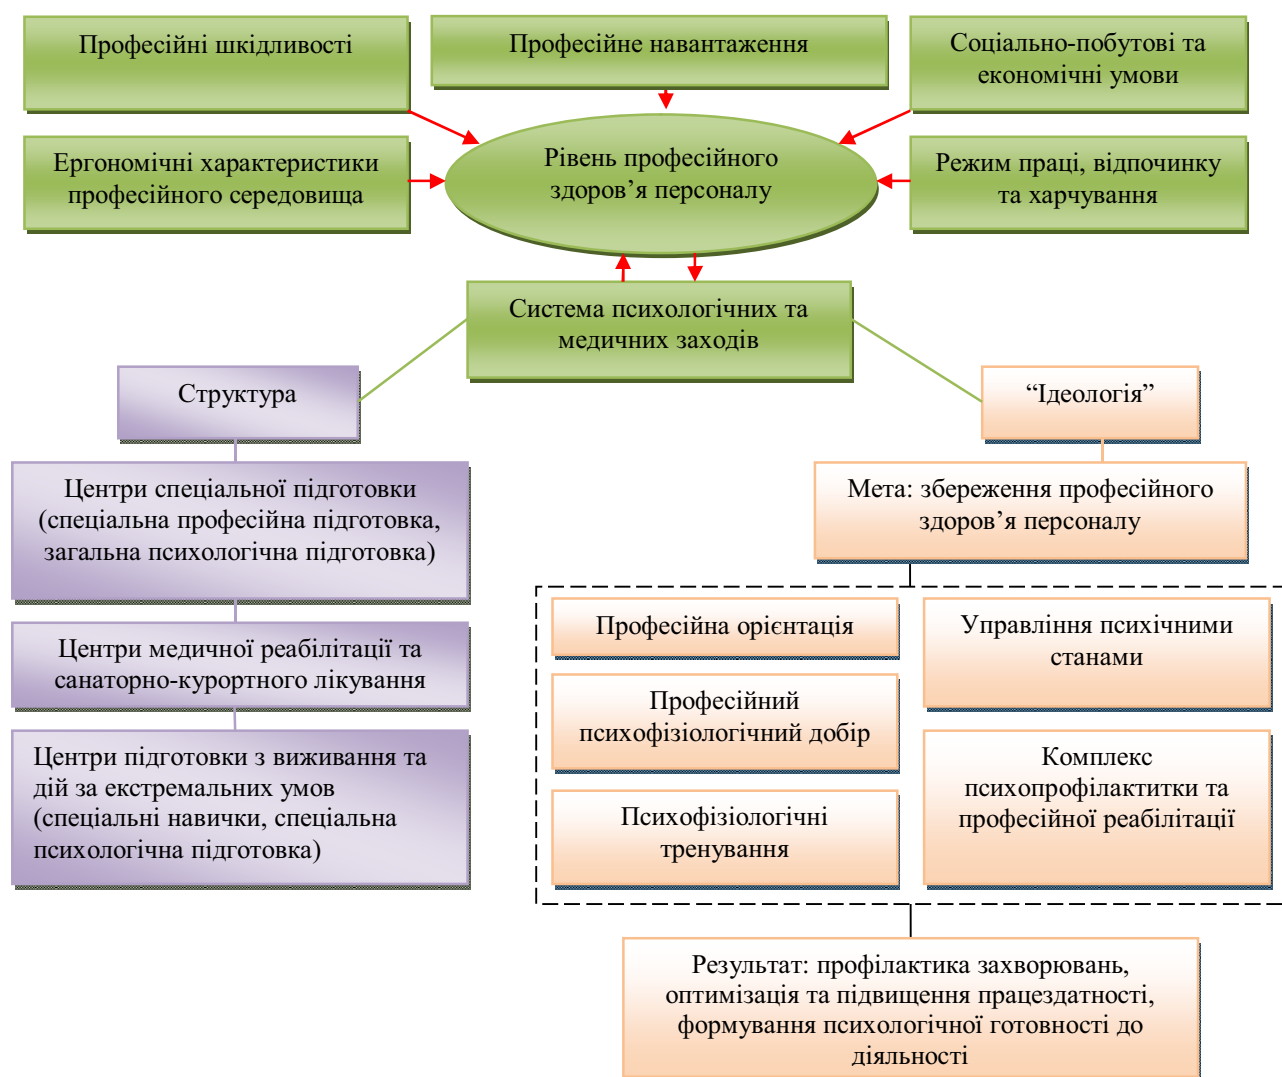 Професійні шкідливості
Професійне навантаження
Соціально-побутові та
економічні умови
Ергономічні характеристики
професійного середовища
Рівень професійного
здоров’я персоналу
Режим праці, відпочинку
та харчування
Система психологічних та
медичних заходів
Структура
“Ідеологія”
Центри спеціальної підготовки
(спеціальна професійна підготовка,
загальна психологічна підготовка)
Центри медичної реабілітації та
санаторно-курортного лікування
Центри підготовки з виживання та
дій за екстремальних умов
(спеціальні навички, спеціальна
психологічна підготовка)
Мета: збереження професійного
здоров’я персоналу
Професійна орієнтація
Професійний
психофізіологічний добір
Психофізіологічні
тренування
Управління психічними
станами
Комплекс
психопрофілактитки та
професійної реабілітації
Результат: профілактика захворювань,
оптимізація та підвищення працездатності,
формування психологічної готовності до
діяльності